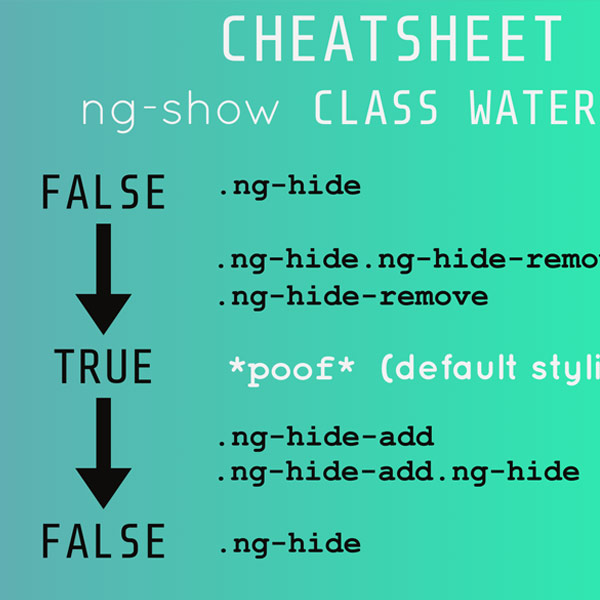 CHEATSHEET
ng-show CLASS WATER
FALSE .ng-hide
.ng-hide.ng-hide-remo
.ng-hide-remove
TRUE *poof* (default styli
.ng-hide-add
.ng-hide-add.ng-hide
FALSE .ng-hide